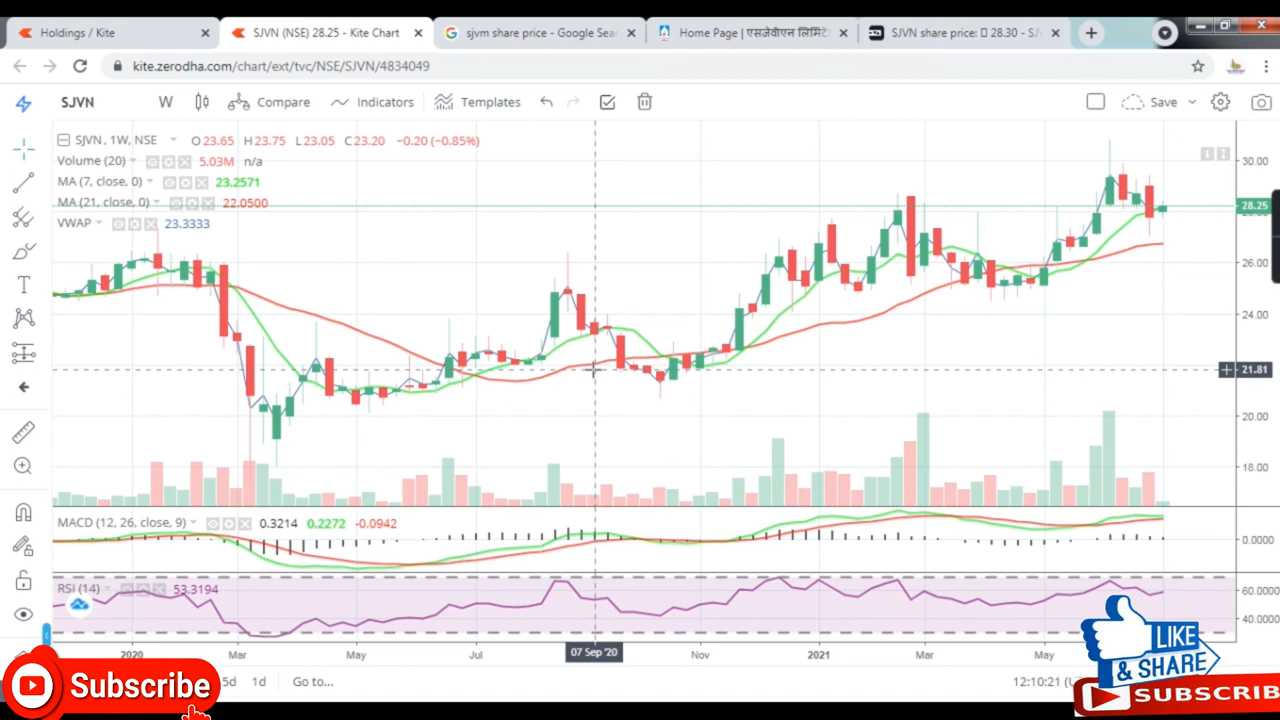 Holdings / Kite
SJVN (NSE) 28.25 - Kite Chart
sjvm share price - Google Sea
Home Page | एसजेवीएन लिमिटे
SJVN share price: 28.30 - SJ
kite.zerodha.com/chart/ext/tvc/NSE/SJVN/4834049
SJVN W Compare Indicators Templates Save
SJVN, 1W, NSE O 23.65 H 23.75 L 23.05 C 23.20 -0.20 (-0.85%)
Volume (20) 5.03M n/a
MA (7, close, 0) 23.2571
MA (21, close, 0) 22.0500
VWAP 23.3333
30.00
28.25
26.00
24.00
21.81
20.00
18.00
MACD (12, 26, close, 9) 0.3214 0.2272 -0.0942
0.0000
RSI (14) 53.3194
60.0000
40.0000
2020 Mar May Jul 07 Sep '20 Nov 2021 Mar May
5d 1d Go to...
12:10:21
Subscribe
LIKE
& SHARE
SUBSCRIB